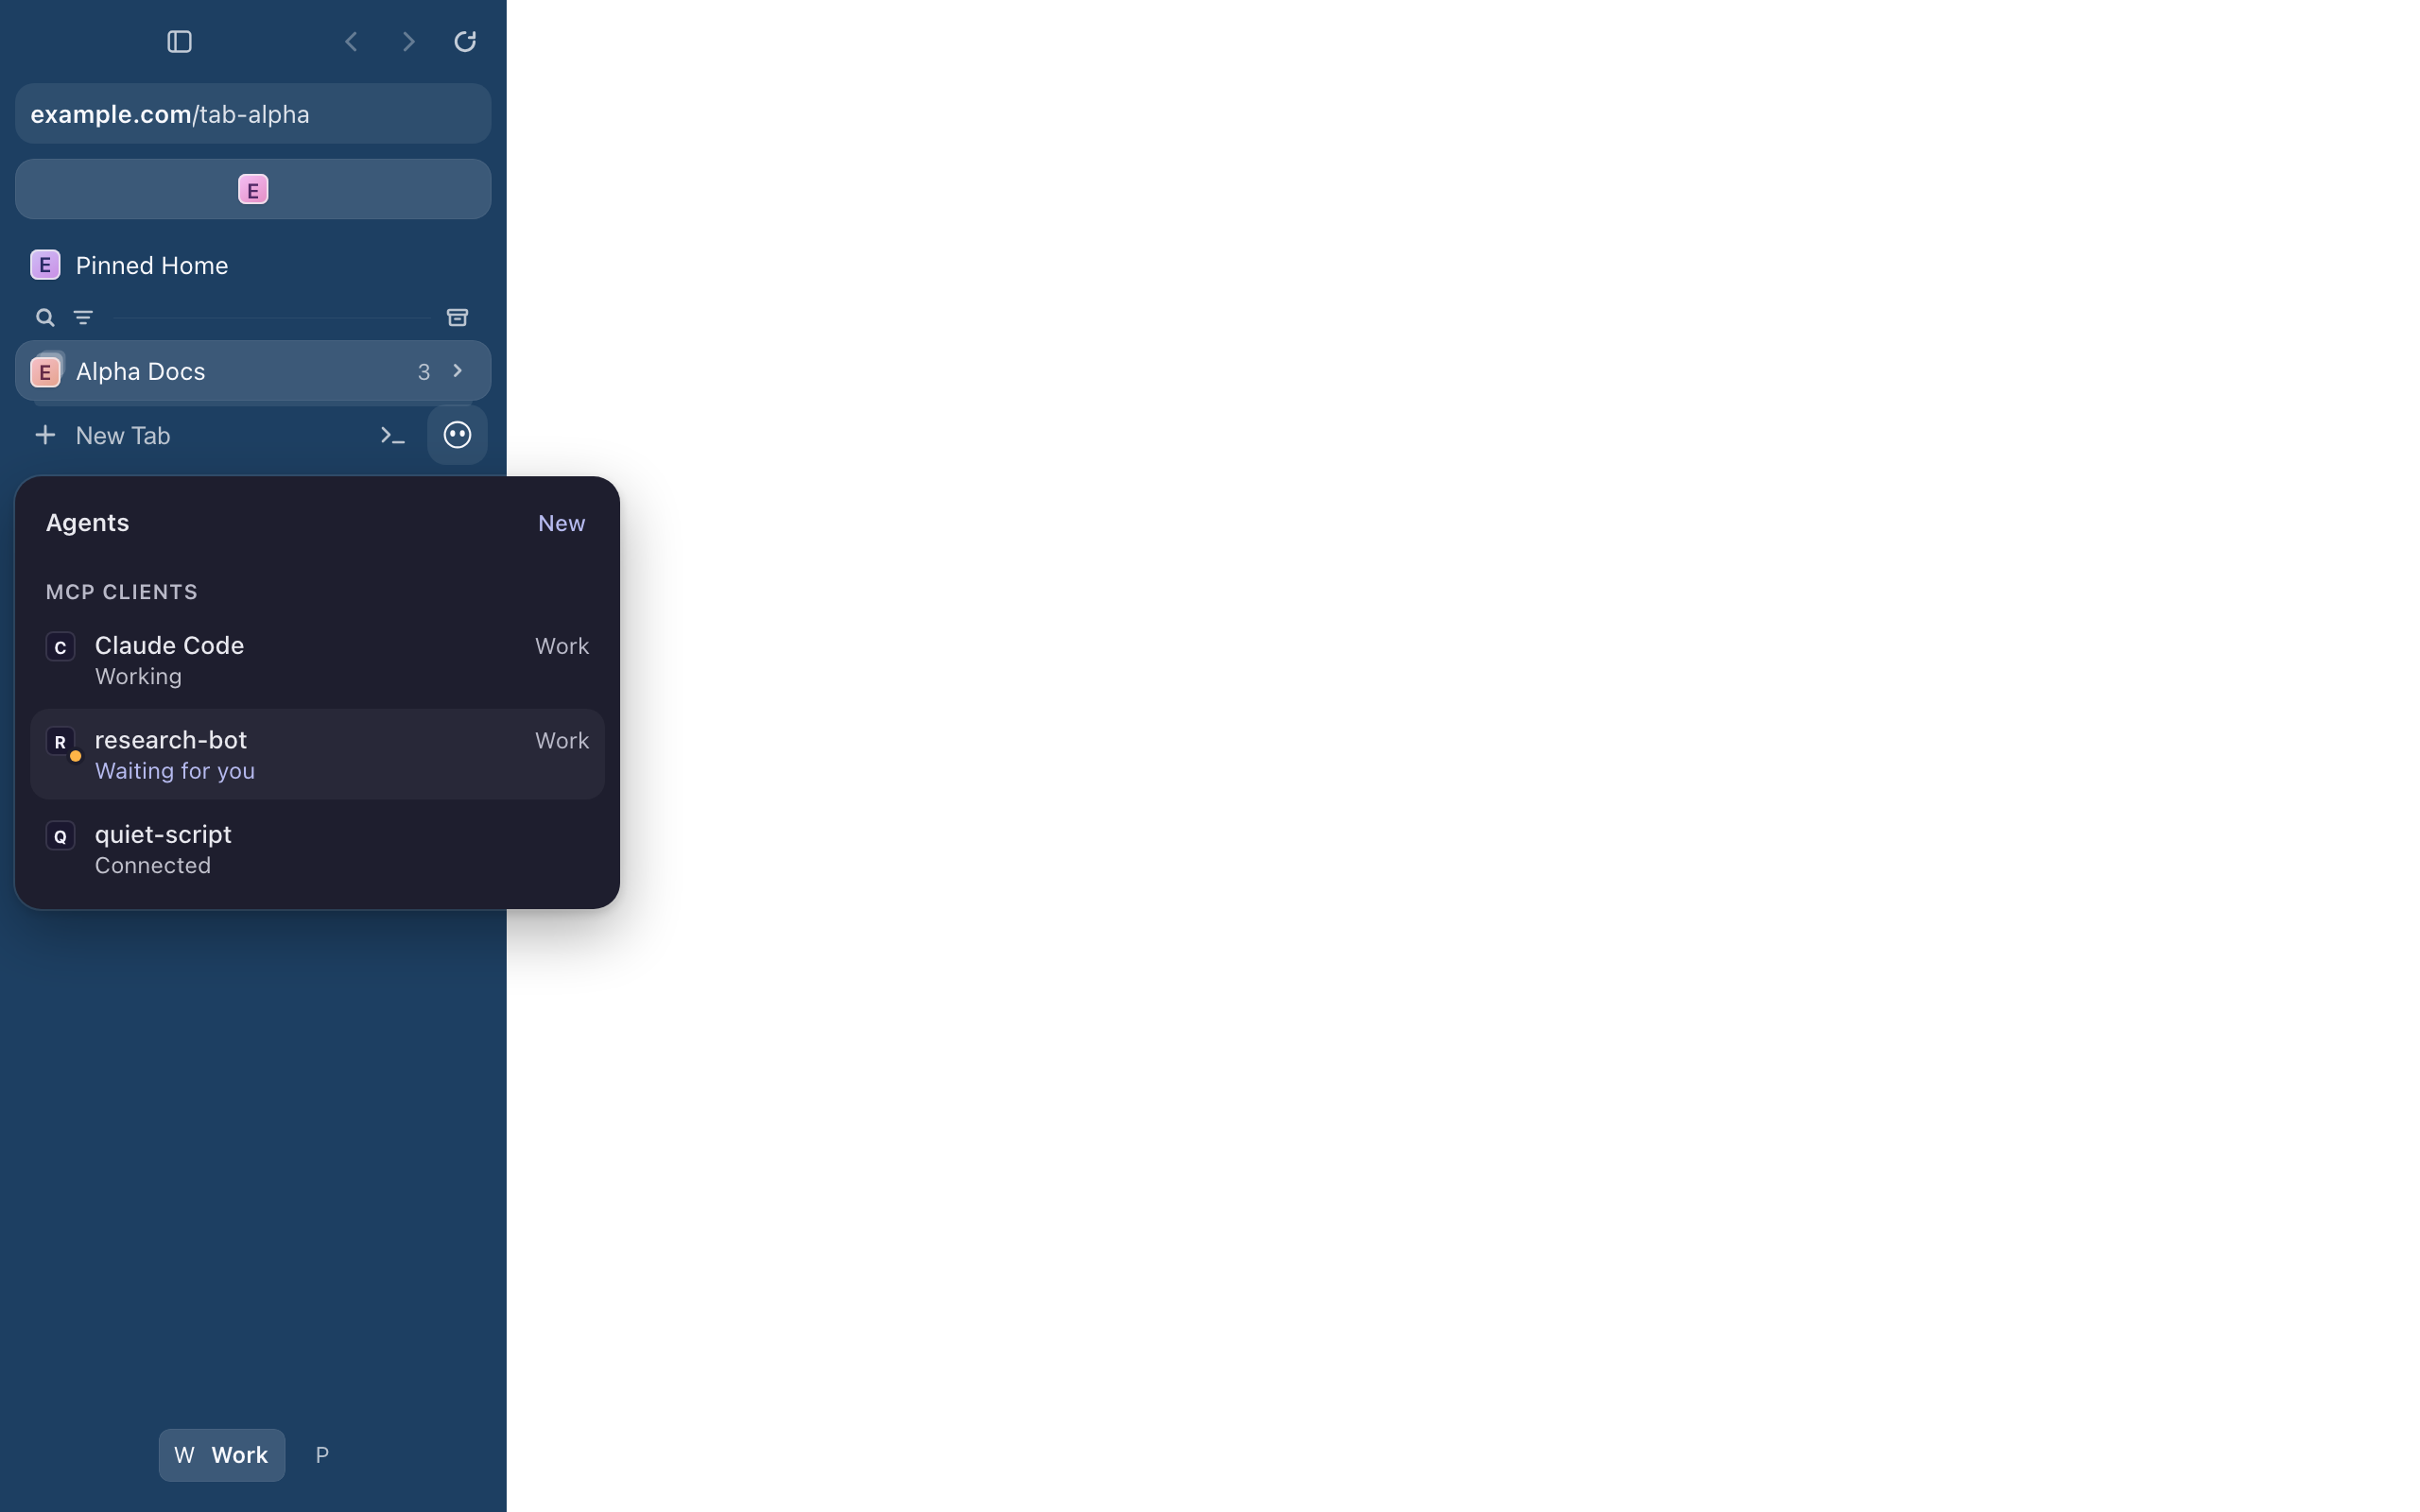 example.com/tab-alpha
E
E Pinned Home
E Alpha Docs 3
New Tab
Agents New
MCP CLIENTS
C Claude Code Work
Working
R research-bot Work
Waiting for you
Q quiet-script
Connected
W Work P